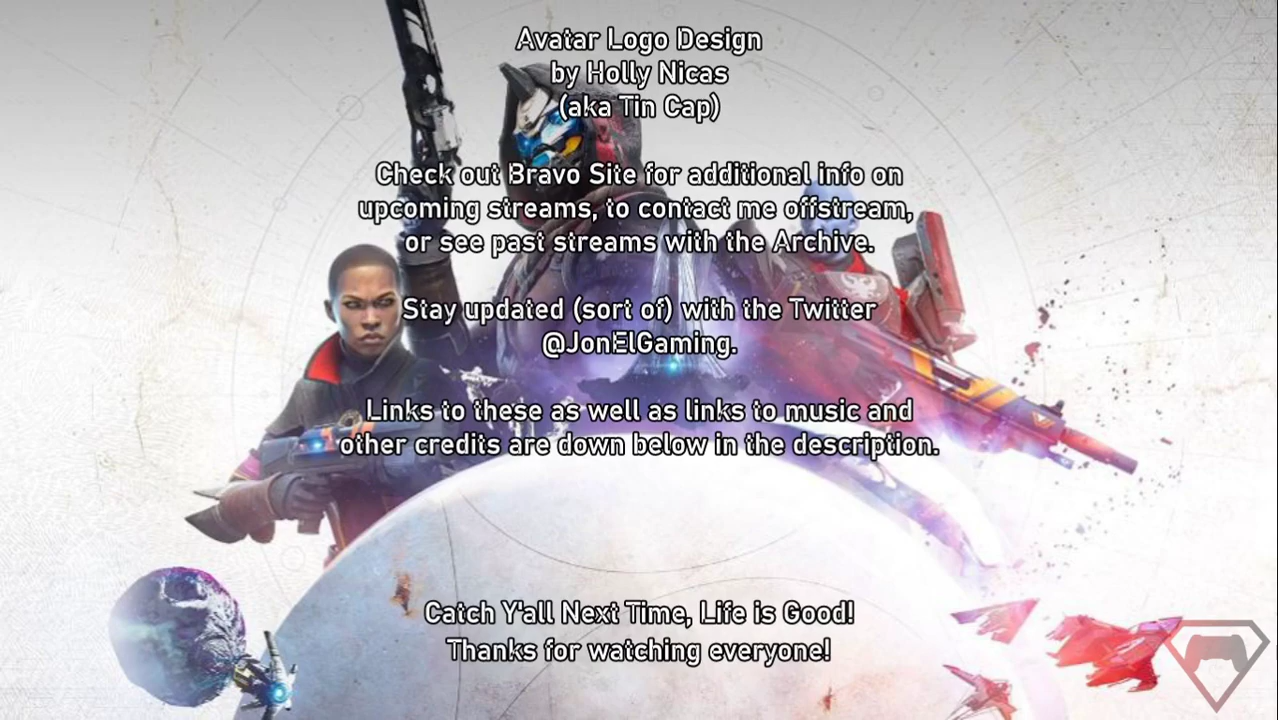 Avatar Logo Design
by Holly Nicas
(aka Tin Cap)
Check out Bravo Site for additional info on
upcoming streams, to contact me offstream,
or see past streams with the Archive.
Stay updated (sort of) with the Twitter
@JonElGaming.
Links to these as well as links to music and
other credits are down below in the description.
Catch Y'all Next Time, Life is Good!
Thanks for watching everyone!